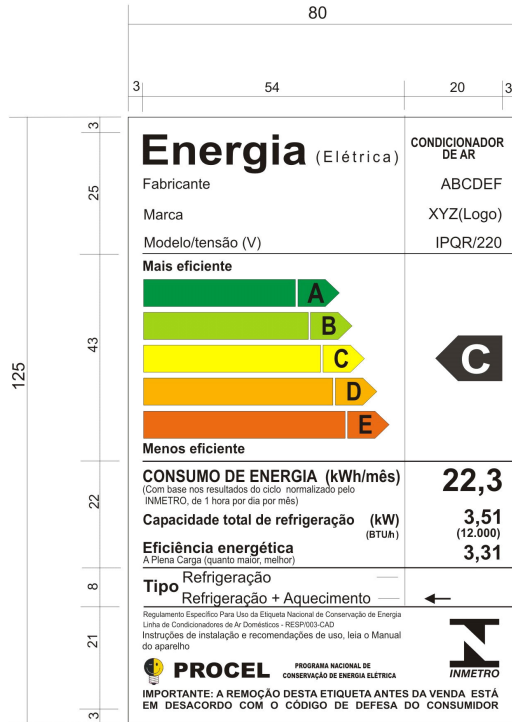 80
3 54 20 3
3
25
43
125
22
8
21
3
Energia (Elétrica) CONDICIONADOR
DE AR
Fabricante ABCDEF
Marca XYZ(Logo)
Modelo/tensão (V) IPQR/220
Mais eficiente
A
B
C C
D
E
Menos eficiente
CONSUMO DE ENERGIA (kWh/mês) 22,3
(Com base nos resultados do ciclo normalizado pelo
INMETRO, de 1 hora por dia por mês)
Capacidade total de refrigeração (kW) 3,51
(BTU/h) (12.000)
Eficiência energética 3,31
A Plena Carga (quanto maior, melhor)
Tipo Refrigeração
Refrigeração + Aquecimento
Regulamento Específico Para Uso da Etiqueta Nacional de Conservação de Energia
Linha de Condicionadores de Ar Domésticos - RESP/003-CAD
Instruções de instalação e recomendações de uso, leia o Manual
do aparelho
PROCEL PROGRAMA NACIONAL DE
CONSERVAÇÃO DE ENERGIA ELÉTRICA
INMETRO
IMPORTANTE: A REMOÇÃO DESTA ETIQUETA ANTES DA VENDA ESTÁ
EM DESACORDO COM O CÓDIGO DE DEFESA DO CONSUMIDOR